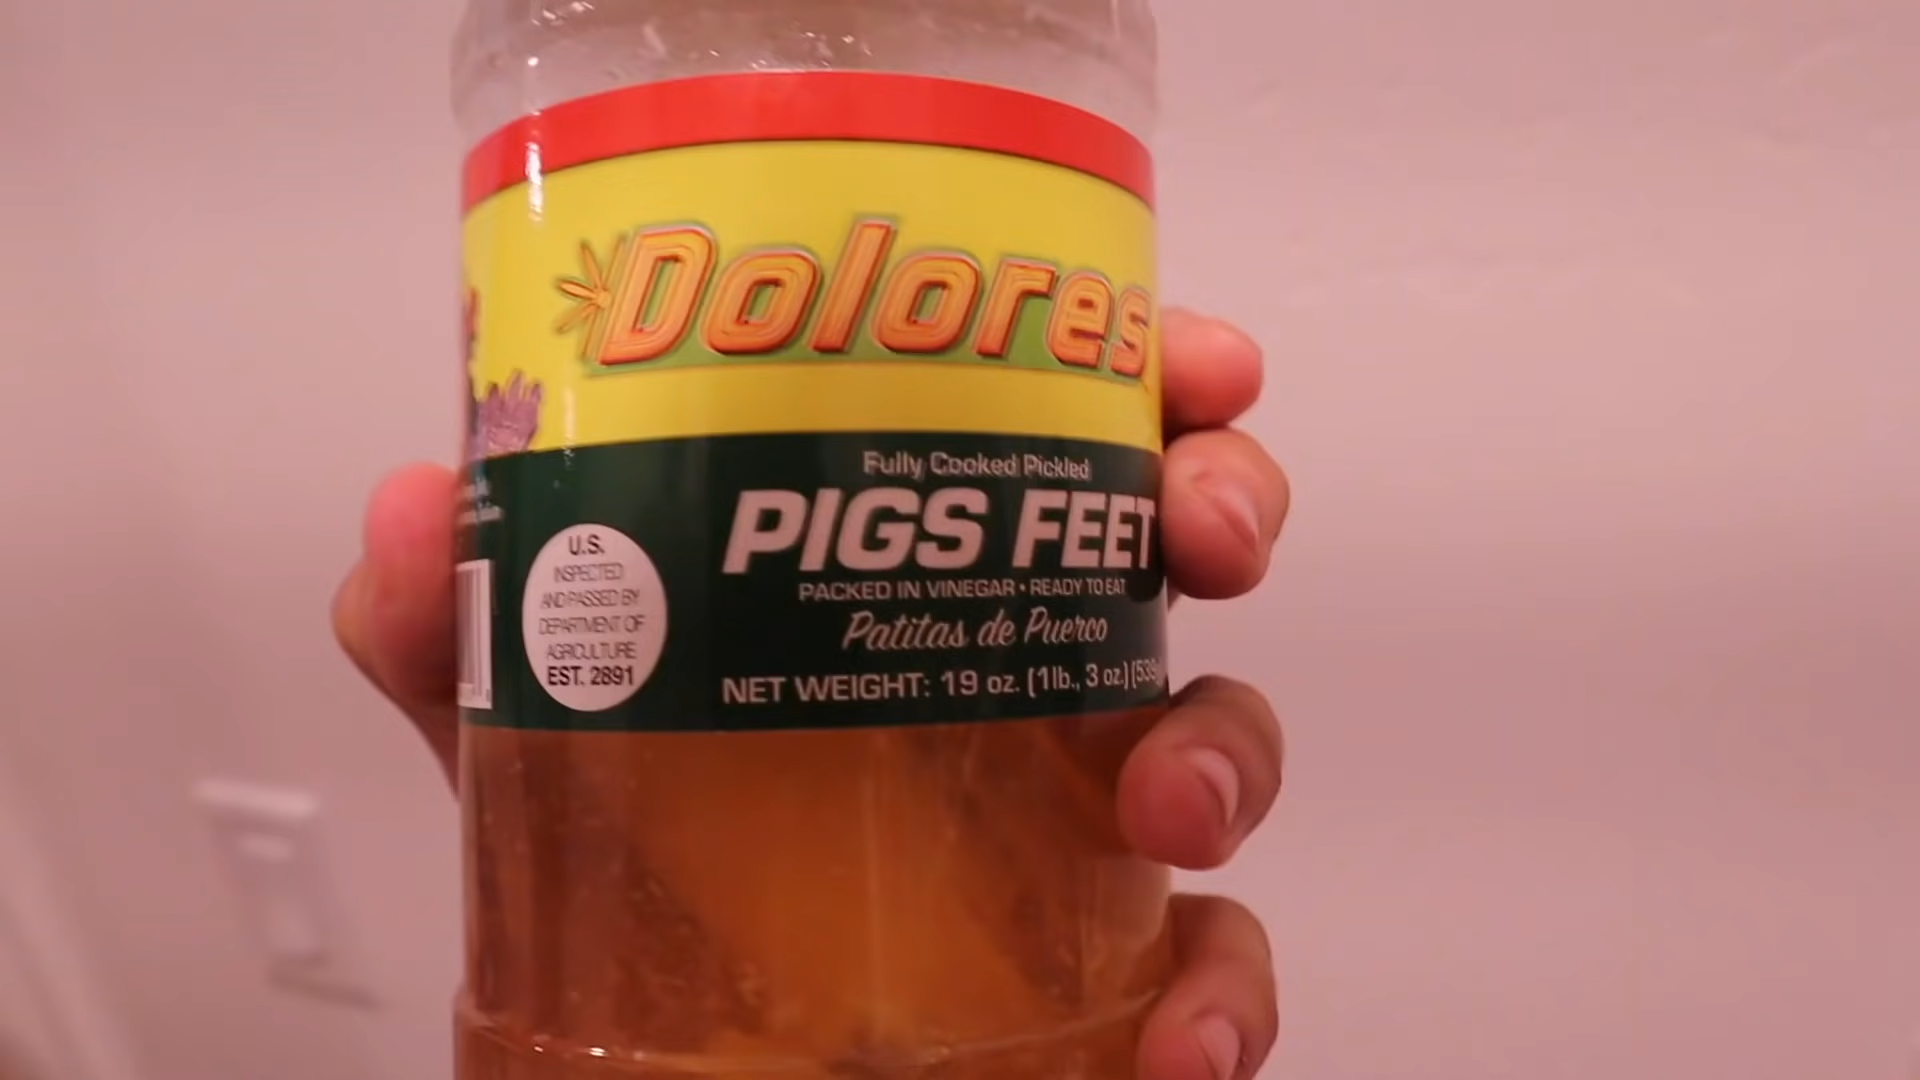 Dolores
Fully Cooked Pickled
PIGS FEET
PACKED IN VINEGAR • READY TO EAT
Patitas de Puerco
NET WEIGHT: 19 oz. (1lb., 3 oz.) (539
U.S.
INSPECTED
AND PASSED BY
DEPARTMENT OF
AGRICULTURE
EST. 2891